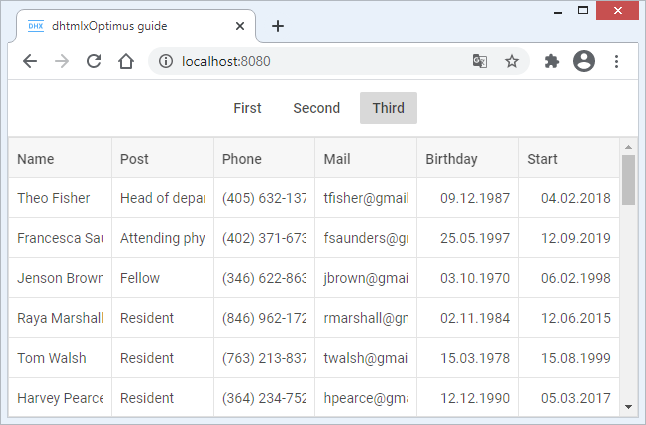 DHX dhtmlxOptimus guide
localhost:8080
First Second Third
Name Post Phone Mail Birthday Start
Theo Fisher Head of depar (405) 632-137 tfisher@gmail 09.12.1987 04.02.2018
Francesca Sau Attending phy (402) 371-673 fsaunders@gr 25.05.1997 12.09.2019
Jenson Brown Fellow (346) 622-863 jbrown@gmai 03.10.1970 06.02.1998
Raya Marshall Resident (846) 962-172 rmarshall@gr 02.11.1984 12.06.2015
Tom Walsh Resident (763) 213-837 twalsh@gmai 15.03.1978 15.08.1999
Harvey Pearce Resident (364) 234-752 hpearce@gma 12.12.1990 05.03.2017